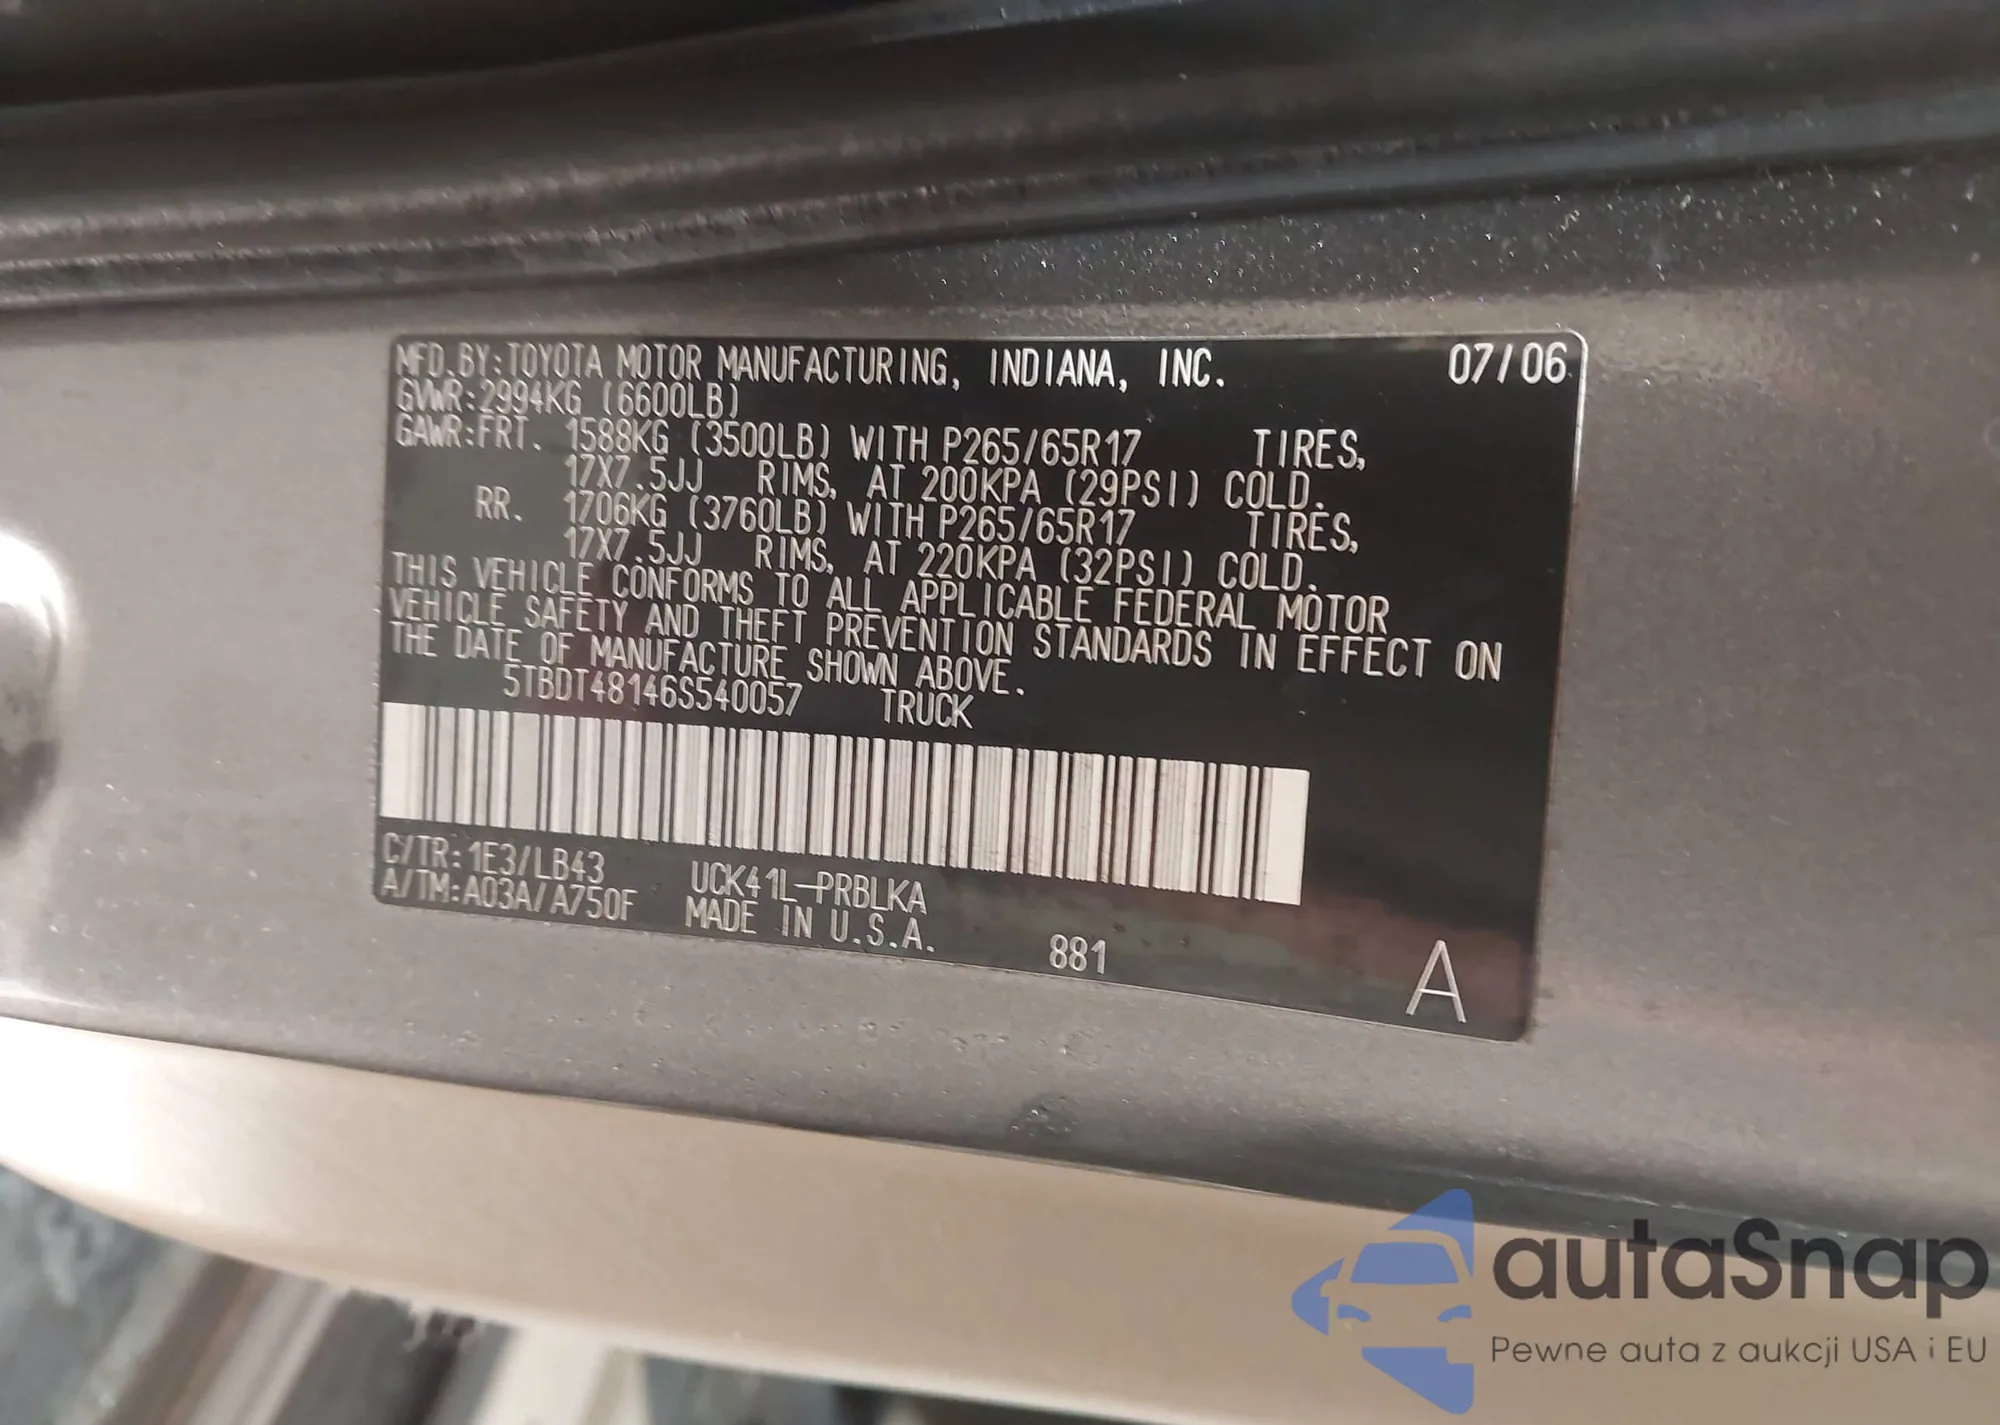 MFD.BY:TOYOTA MOTOR MANUFACTURING, INDIANA, INC. 07/06
GVWR:2994KG (6600LB)
GAWR:FRT. 1588KG (3500LB) WITH P265/65R17 TIRES,
17X7.5JJ RIMS, AT 200KPA (29PSI) COLD.
RR. 1706KG (3760LB) WITH P265/65R17 TIRES,
17X7.5JJ RIMS, AT 220KPA (32PSI) COLD.
THIS VEHICLE CONFORMS TO ALL APPLICABLE FEDERAL MOTOR
VEHICLE SAFETY AND THEFT PREVENTION STANDARDS IN EFFECT ON
THE DATE OF MANUFACTURE SHOWN ABOVE.
5TBDT48146S540057 TRUCK
C/TR:1E3/LB43 UCK41L-PRBLKA
A/TM:A03A/A750F MADE IN U.S.A. 881 A
autaSnap
Pewne auta z aukcji USA i EU